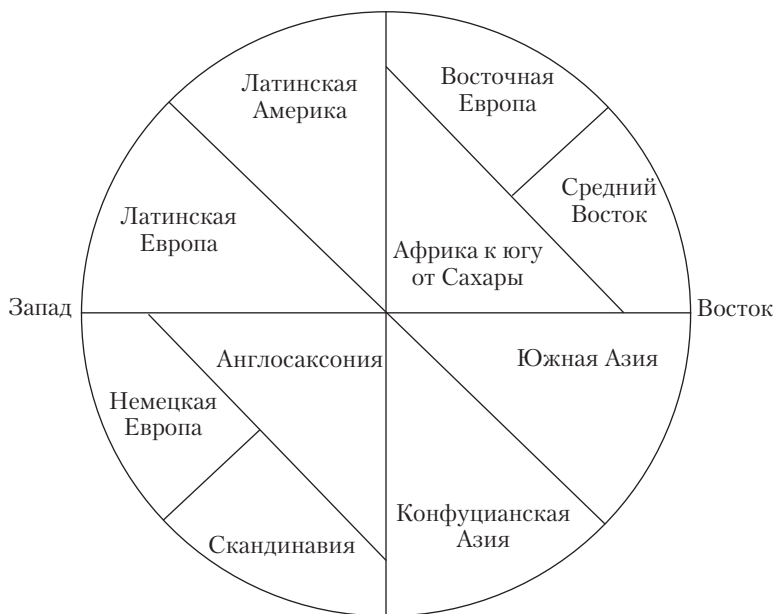 Латинская
Америка
Восточная
Европа
Средний
Восток
Латинская
Европа
Африка к югу
от Сахары
Запад
Восток
Англосаксония
Южная Азия
Немецкая
Европа
Конфуцианская
Азия
Скандинавия